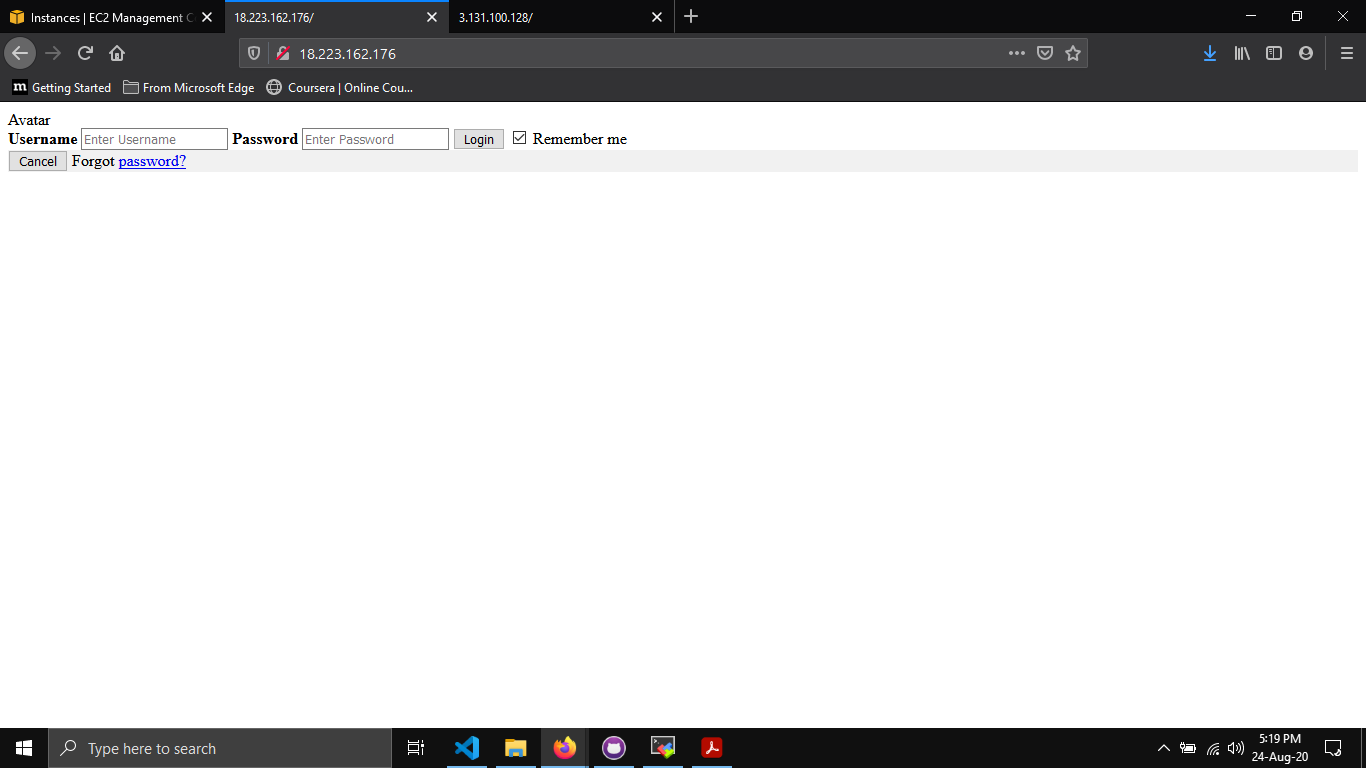 Instances | EC2 Management C
18.223.162.176/
3.131.100.128/
18.223.162.176
m Getting Started From Microsoft Edge Coursera | Online Cou...
Avatar
Username Enter Username Password Enter Password Login Remember me
Cancel Forgot password?
Type here to search
5:19 PM
24-Aug-20